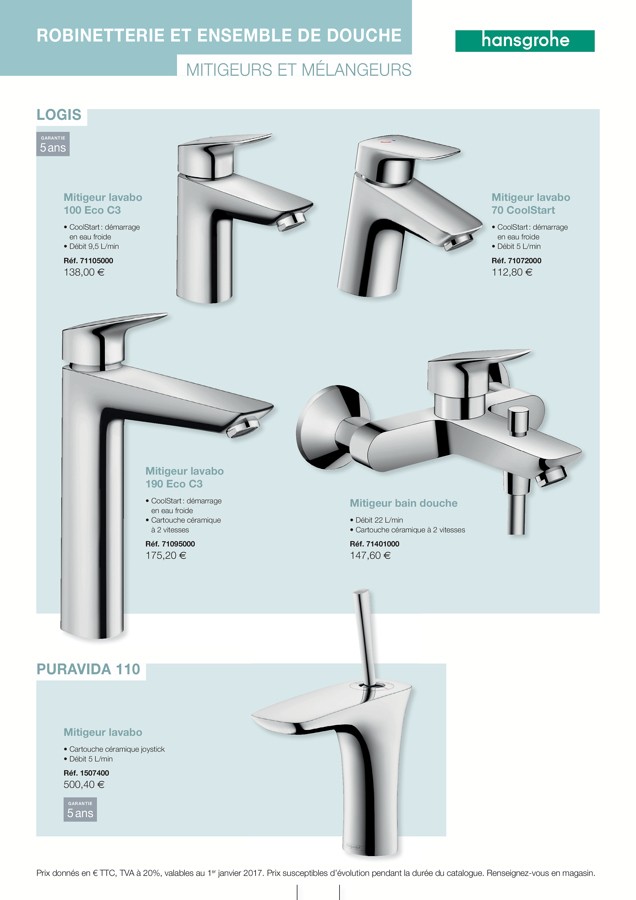 ROBINETTERIE ET ENSEMBLE DE DOUCHE
hansgrohe
MITIGEURS ET MÉLANGEURS
LOGIS
GARANTIE
5 ans
Mitigeur lavabo
100 Eco C3
• CoolStart : démarrage
en eau froide
• Débit 9,5 L/min
Réf. 71105000
138,00 €
Mitigeur lavabo
70 CoolStart
• CoolStart : démarrage
en eau froide
• Débit 5 L/min
Réf. 71072000
112,80 €
Mitigeur lavabo
190 Eco C3
• CoolStart : démarrage
en eau froide
• Cartouche céramique
à 2 vitesses
Réf. 71095000
175,20 €
Mitigeur bain douche
• Débit 22 L/min
• Cartouche céramique à 2 vitesses
Réf. 71401000
147,60 €
PURAVIDA 110
Mitigeur lavabo
• Cartouche céramique joystick
• Débit 5 L/min
Réf. 1507400
500,40 €
GARANTIE
5 ans
Prix donnés en € TTC, TVA à 20%, valables au 1er janvier 2017. Prix susceptibles d'évolution pendant la durée du catalogue. Renseignez-vous en magasin.